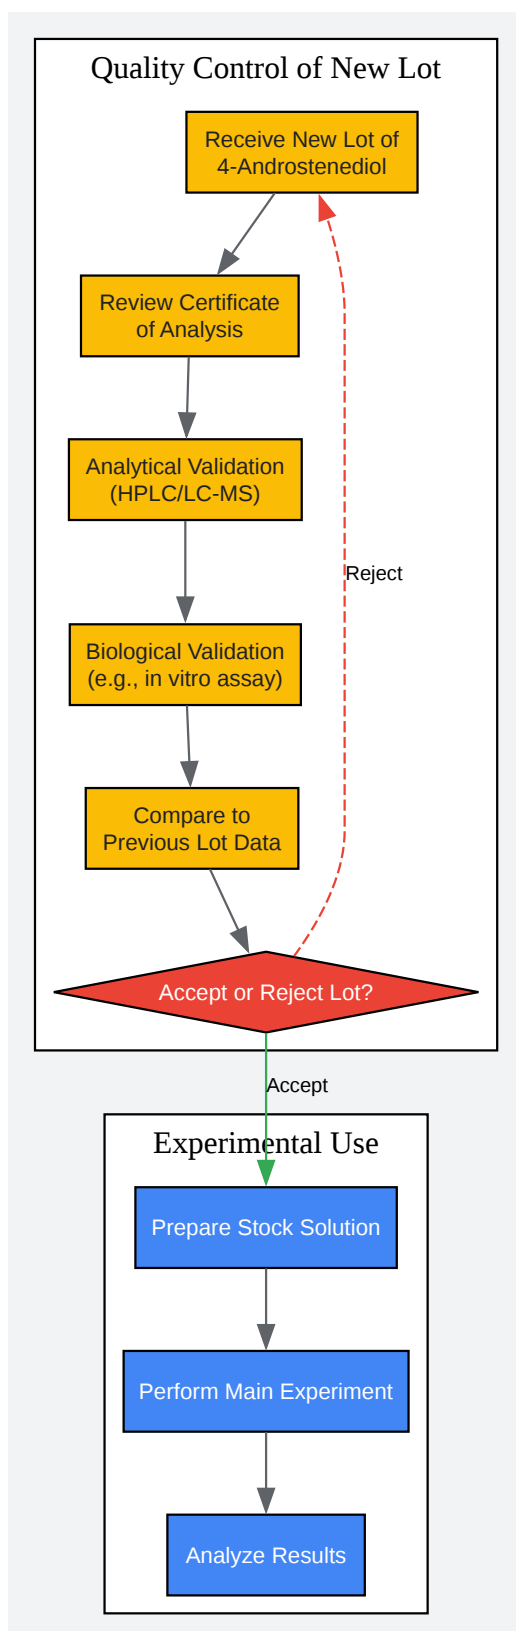 Quality Control of New Lot
Receive New Lot of
4-Androstenediol
Review Certificate
of Analysis
Analytical Validation
(HPLC/LC-MS)
Reject
Biological Validation
(e.g., in vitro assay)
Compare to
Previous Lot Data
Accept or Reject Lot?
Accept
Experimental Use
Prepare Stock Solution
Perform Main Experiment
Analyze Results